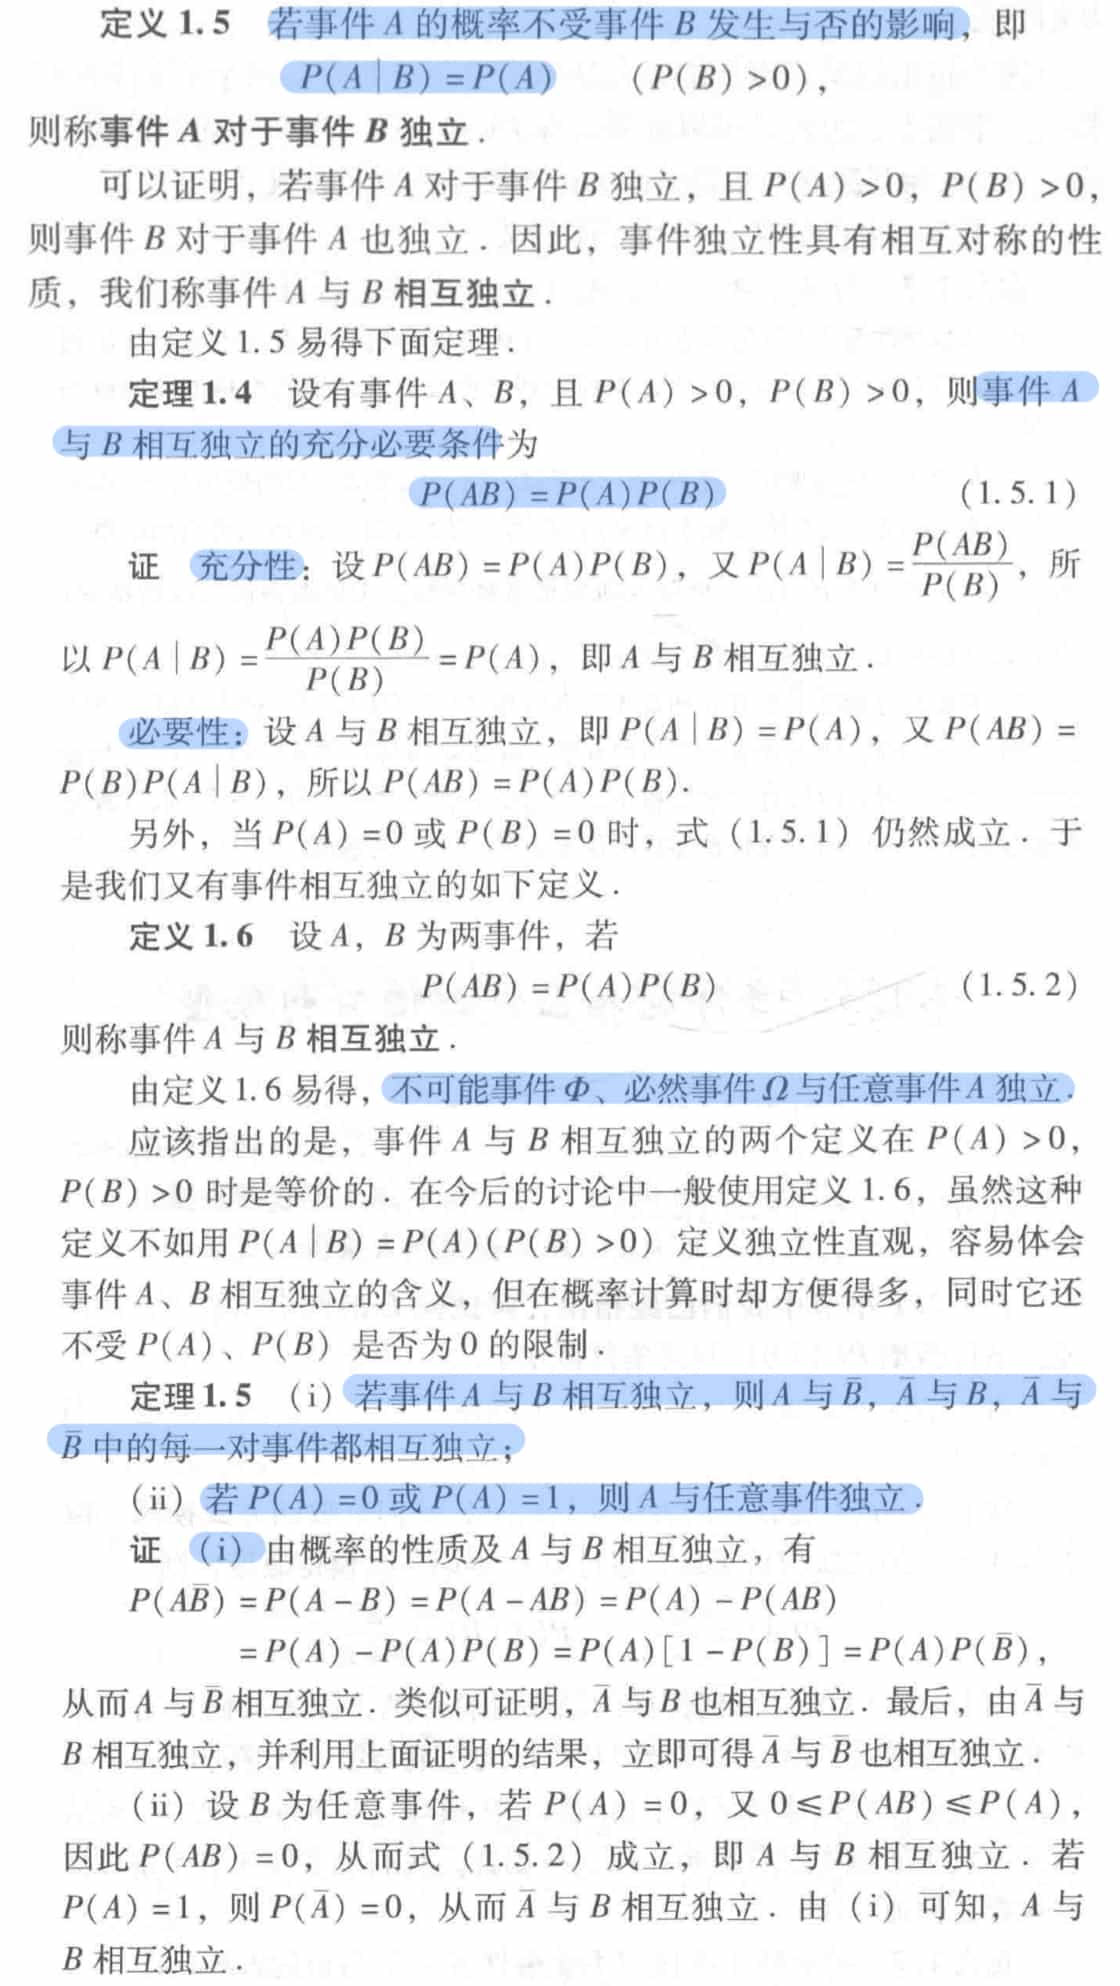 定义 1.5 若事件 A 的概率不受事件 B 发生与否的影响，即
P(A|B) = P(A) (P(B) >0)，
则称事件 A 对于事件 B 独立．
可以证明，若事件 A 对于事件 B 独立，且 P(A) >0，P(B) >0，
则事件 B 对于事件 A 也独立．因此，事件独立性具有相互对称的性
质，我们称事件 A 与 B 相互独立．
由定义 1.5 易得下面定理．
定理 1.4 设有事件 A、B，且 P(A) >0，P(B) >0，则事件 A
与 B 相互独立的充分必要条件为
P(AB) = P(A)P(B) (1.5.1)
证 充分性：设 P(AB) = P(A)P(B)，又 P(A|B) = \frac{P(AB)}{P(B)}，所
以 P(A|B) = \frac{P(A)P(B)}{P(B)} = P(A)，即 A 与 B 相互独立．
必要性：设 A 与 B 相互独立，即 P(A|B) = P(A)，又 P(AB) =
P(B)P(A|B)，所以 P(AB) = P(A)P(B).
另外，当 P(A) =0 或 P(B) =0 时，式（1.5.1）仍然成立．于
是我们又有事件相互独立的如下定义．
定义 1.6 设 A，B 为两事件，若
P(AB) = P(A)P(B) (1.5.2)
则称事件 A 与 B 相互独立．
由定义 1.6 易得，不可能事件 Φ、必然事件 Ω 与任意事件 A 独立．
应该指出的是，事件 A 与 B 相互独立的两个定义在 P(A) >0，
P(B) >0 时是等价的．在今后的讨论中一般使用定义 1.6，虽然这种
定义不如用 P(A|B) = P(A)(P(B) >0) 定义独立性直观，容易体会
事件 A、B 相互独立的含义，但在概率计算时却方便得多，同时它还
不受 P(A)、P(B) 是否为 0 的限制．
定理 1.5 (i) 若事件 A 与 B 相互独立，则 A 与 B̄，Ā 与 B，Ā 与
B̄ 中的每一对事件都相互独立；
(ii) 若 P(A) =0 或 P(A) =1，则 A 与任意事件独立．
证 (i) 由概率的性质及 A 与 B 相互独立，有
P(AB̄) = P(A − B) = P(A − AB) = P(A) − P(AB)
= P(A) − P(A)P(B) = P(A)[1 − P(B)] = P(A)P(B̄)，
从而 A 与 B̄ 相互独立．类似可证明，Ā 与 B 也相互独立．最后，由 Ā 与
B 相互独立，并利用上面证明的结果，立即可得 Ā 与 B̄ 也相互独立．
(ii) 设 B 为任意事件，若 P(A) =0，又 0≤P(AB) ≤P(A)，
因此 P(AB) =0，从而式（1.5.2）成立，即 A 与 B 相互独立．若
P(A) =1，则 P(Ā) =0，从而 Ā 与 B 相互独立．由（i）可知，A 与
B 相互独立．